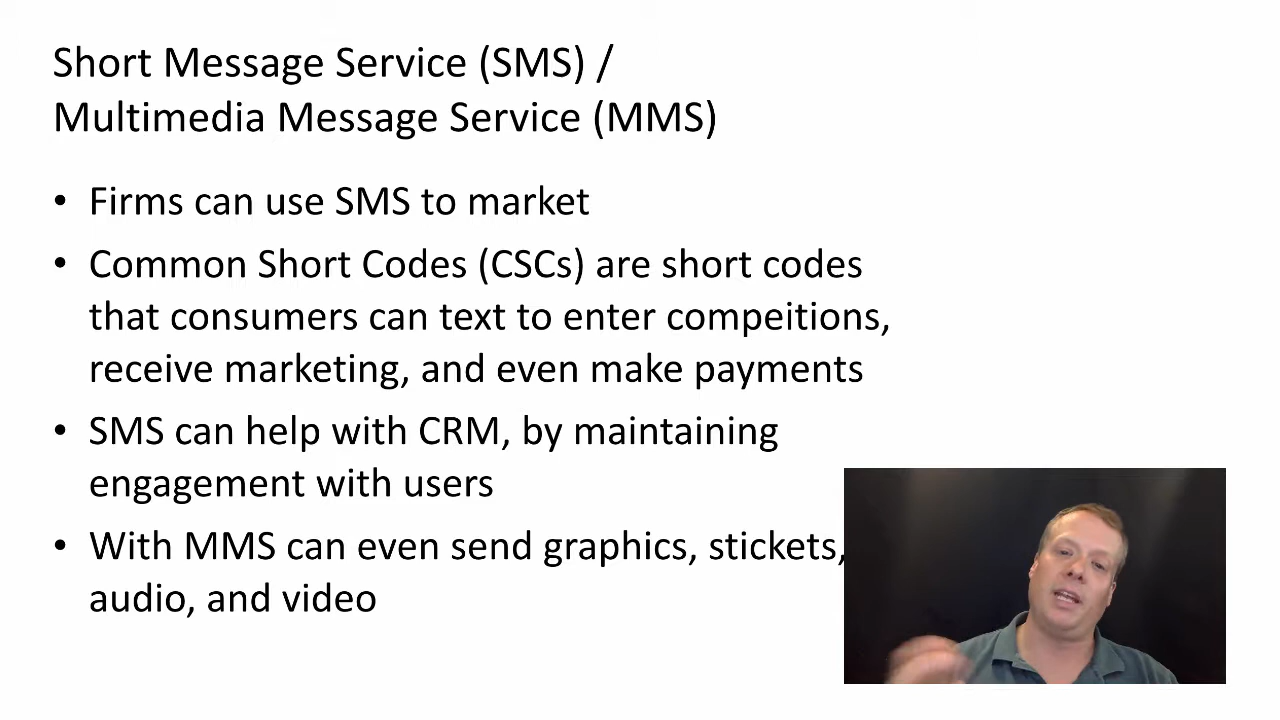 Short Message Service (SMS) /
Multimedia Message Service (MMS)
• Firms can use SMS to market
• Common Short Codes (CSCs) are short codes
that consumers can text to enter compeitions,
receive marketing, and even make payments
• SMS can help with CRM, by maintaining
engagement with users
• With MMS can even send graphics, stickets,
audio, and video